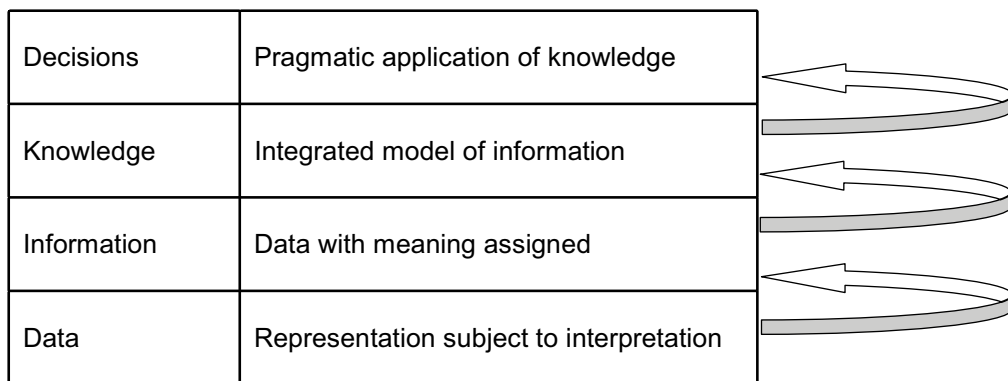 Decisions Pragmatic application of knowledge
Knowledge Integrated model of information
Information Data with meaning assigned
Data Representation subject to interpretation